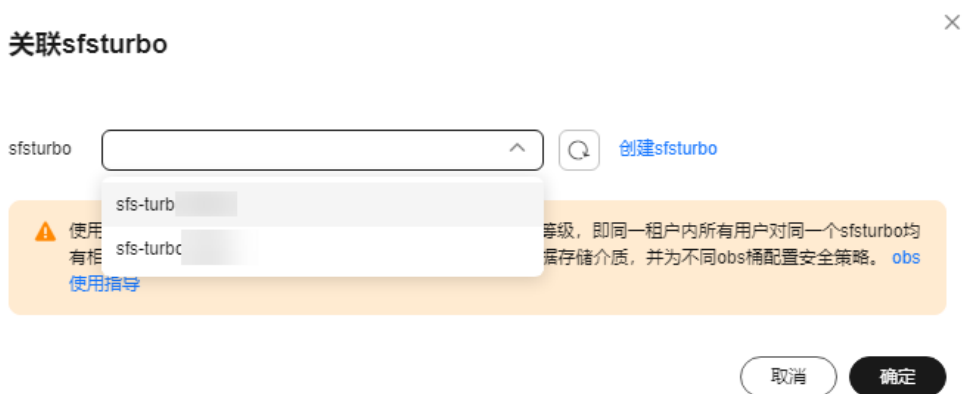 关联sfsturbo
sfsturbo
创建sfsturbo
sfs-turb
sfs-turbo
使用 等级，即同一租户内所有用户对同一个sfsturbo均
有相 据存储介质，并为不同obs桶配置安全策略。 obs
使用指导
取消 确定